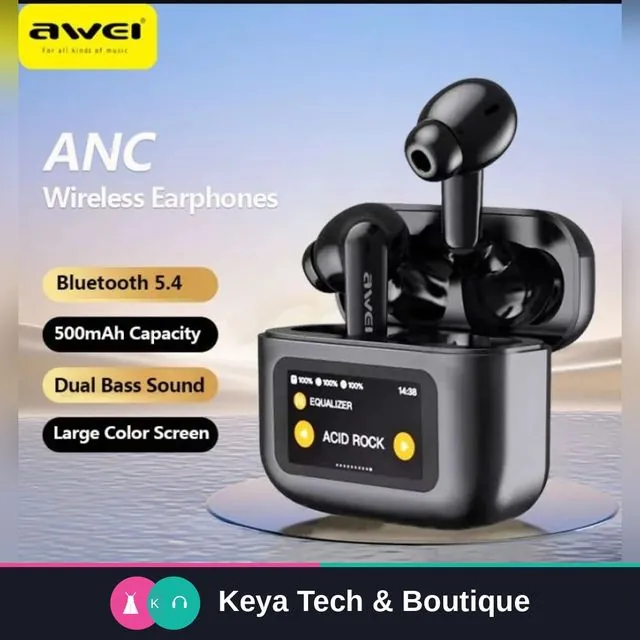 awei
For all kinds of music
ANC
Wireless Earphones
Bluetooth 5.4
500mAh Capacity
Dual Bass Sound
Large Color Screen
awei
100% 100% 100% 14:38
EQUALIZER
ACID ROCK
K
Keya Tech & Boutique